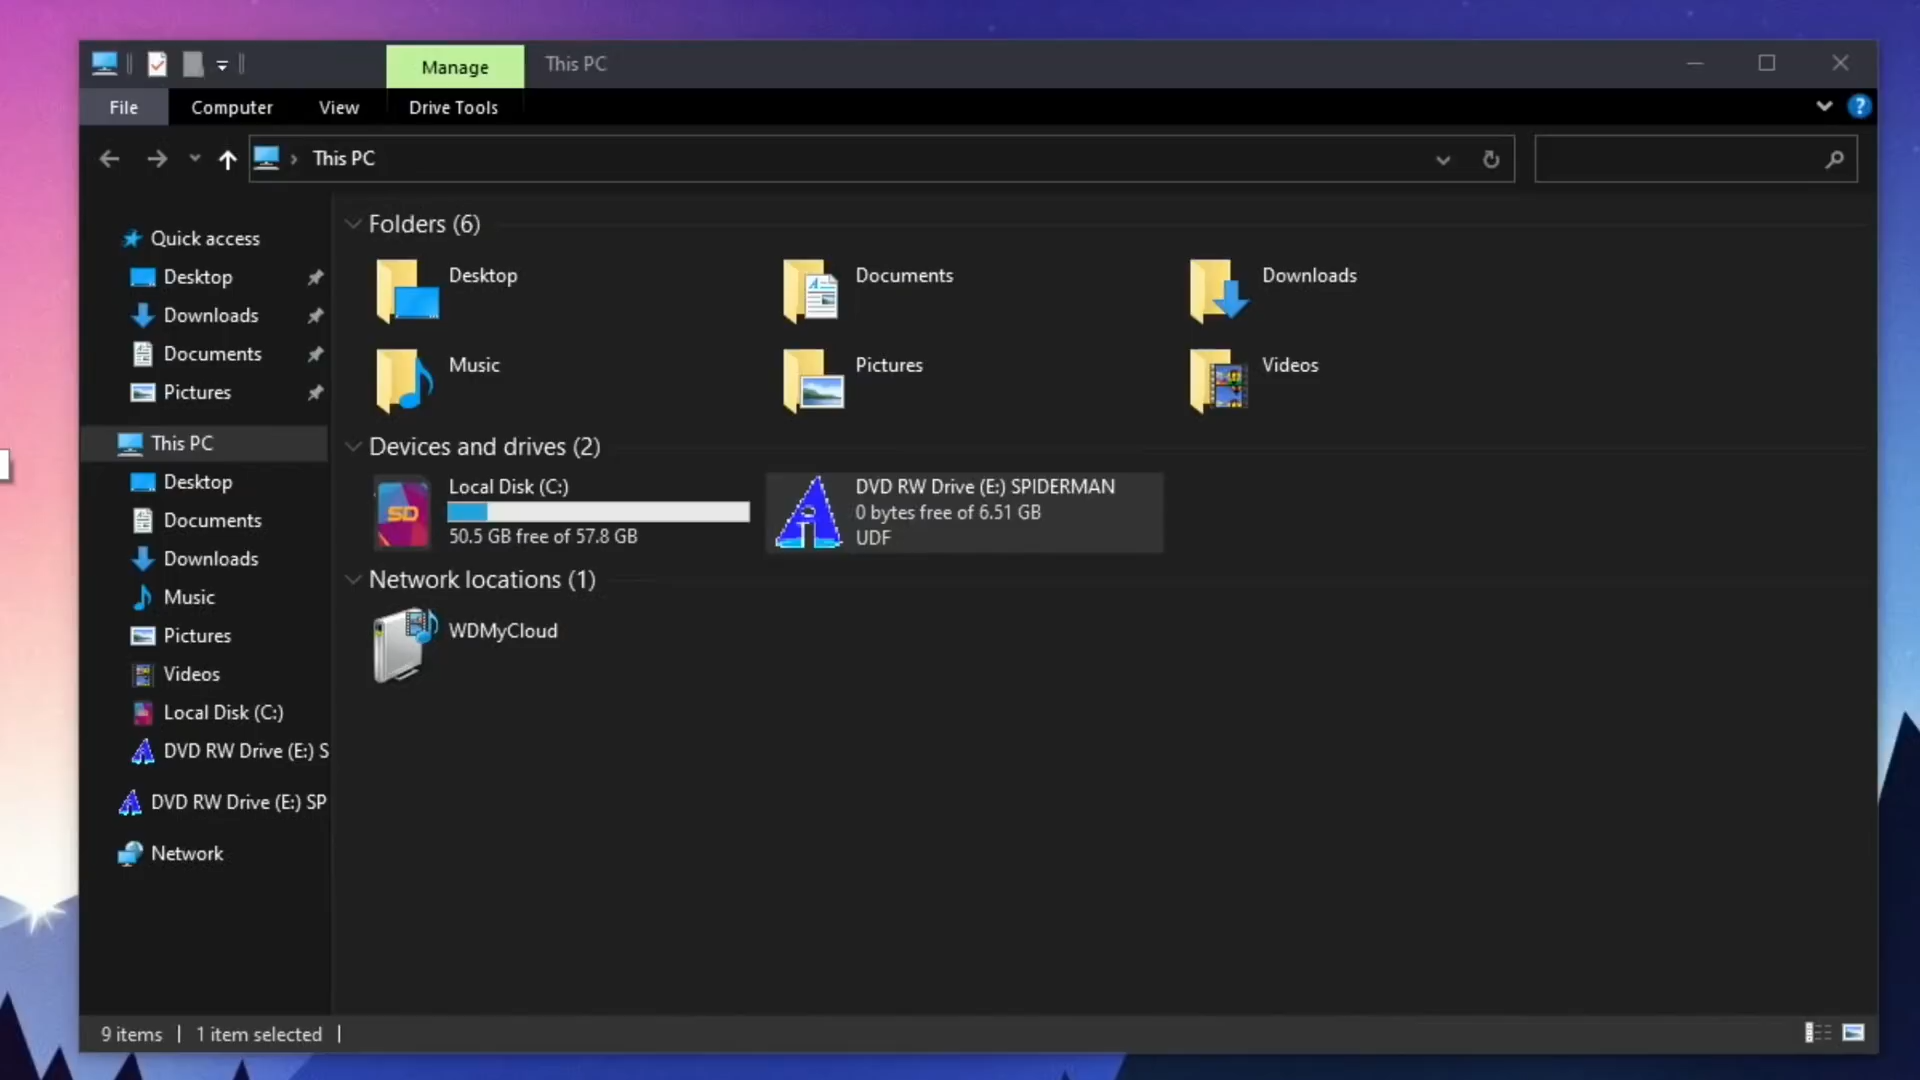 Manage
This PC
File
Computer
View
Drive Tools
?
This PC
Quick access
Desktop
Downloads
Documents
Pictures
This PC
Desktop
Documents
Downloads
Music
Pictures
Videos
Local Disk (C:)
DVD RW Drive (E:) S
DVD RW Drive (E:) SP
Network
Folders (6)
Desktop
Documents
Downloads
Music
Pictures
Videos
Devices and drives (2)
SD
Local Disk (C:)
50.5 GB free of 57.8 GB
DVD RW Drive (E:) SPIDERMAN
0 bytes free of 6.51 GB
UDF
Network locations (1)
WDMyCloud
9 items
1 item selected